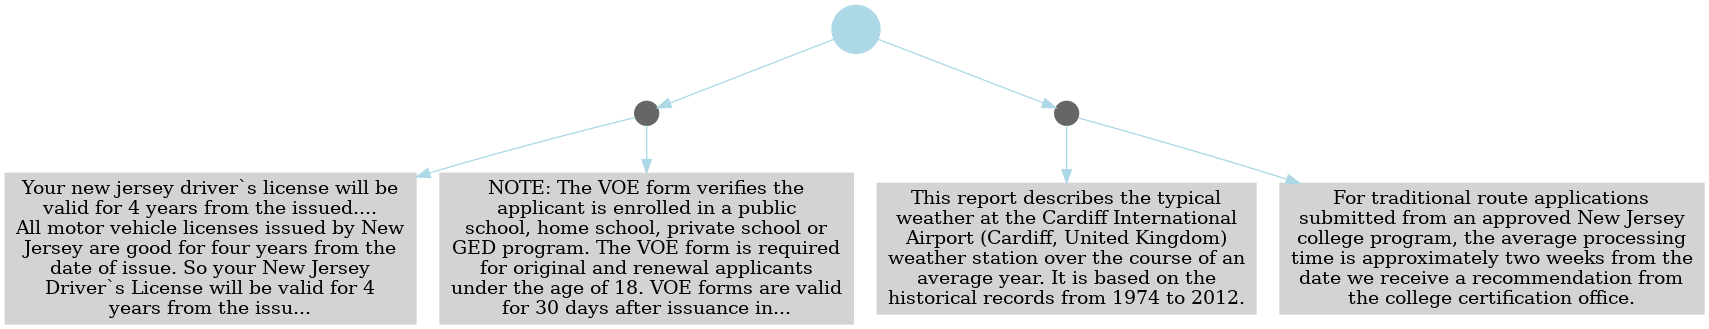 Your new jersey driver`s license will be
valid for 4 years from the issued....
All motor vehicle licenses issued by New
Jersey are good for four years from the
date of issue. So your New Jersey
Driver`s License will be valid for 4
years from the issu...
NOTE: The VOE form verifies the
applicant is enrolled in a public
school, home school, private school or
GED program. The VOE form is required
for original and renewal applicants
under the age of 18. VOE forms are valid
for 30 days after issuance in...
This report describes the typical
weather at the Cardiff International
Airport (Cardiff, United Kingdom)
weather station over the course of an
average year. It is based on the
historical records from 1974 to 2012.
For traditional route applications
submitted from an approved New Jersey
college program, the average processing
time is approximately two weeks from the
date we receive a recommendation from
the college certification office.